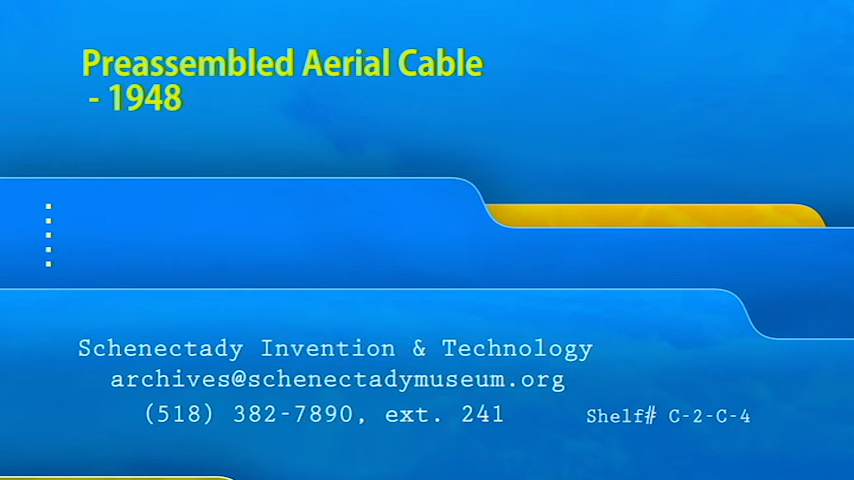 Preassembled Aerial Cable
- 1948
Schenectady Invention & Technology
archives@schenectadymuseum.org
(518) 382-7890, ext. 241
Shelf# C-2-C-4